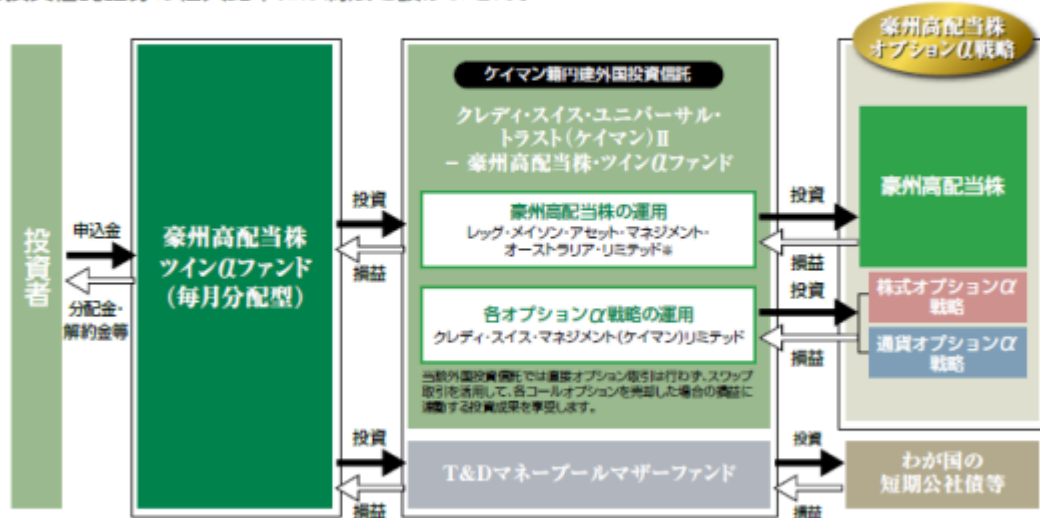 豪州高配当株
オプションα戦略
ケイマン籍円建外国投資信託
クレディ・スイス・ユニバーサル・
トラスト(ケイマン)Ⅱ
− 豪州高配当株・ツインαファンド
投資者
申込金
分配金・
解約金等
豪州高配当株
ツインαファンド
(毎月分配型)
投資
損益
豪州高配当株の運用
レッグ・メイソン・アセット・マネジメント・
オーストラリア・リミテッド※
投資
損益
豪州高配当株
各オプションα戦略の運用
クレディ・スイス・マネジメント(ケイマン)リミテッド
投資
損益
株式オプションα
戦略
通貨オプションα
戦略
当該外国投資信託では直接オプション取引は行わず、スワップ
取引を活用して、各コールオプションを売却した場合の損益に
連動する投資成果を享受します。
投資
損益
T&Dマネープールマザーファンド
投資
損益
わが国の
短期公社債等